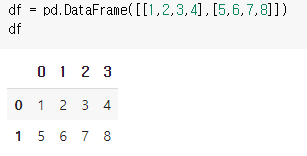 df = pd.DataFrame([[1,2,3,4],[5,6,7,8]])
df
0 1 2 3
0 1 2 3 4
1 5 6 7 8